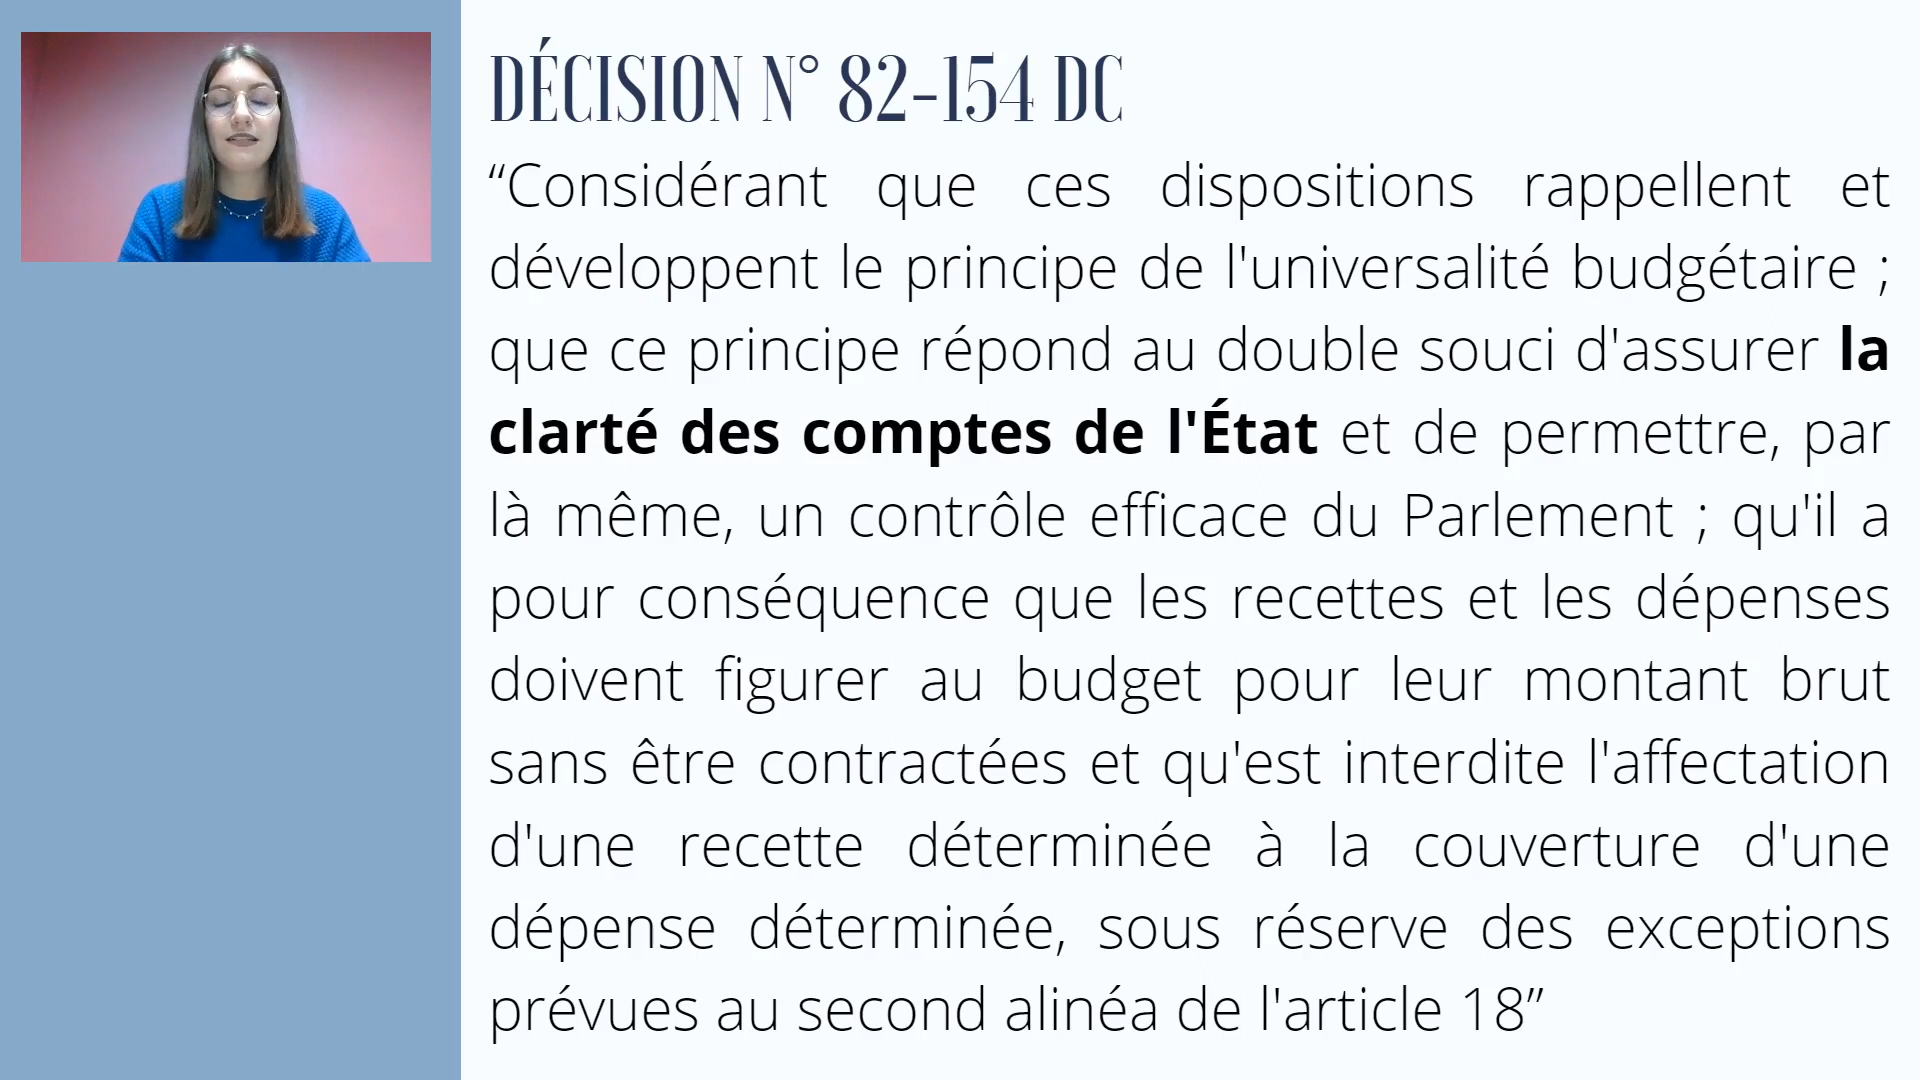 DÉCISION N° 82-154 DC
“Considérant que ces dispositions rappellent et
développent le principe de l'universalité budgétaire ;
que ce principe répond au double souci d'assurer la
clarté des comptes de l'État et de permettre, par
là même, un contrôle efficace du Parlement ; qu'il a
pour conséquence que les recettes et les dépenses
doivent figurer au budget pour leur montant brut
sans être contractées et qu'est interdite l'affectation
d'une recette déterminée à la couverture d'une
dépense déterminée, sous réserve des exceptions
prévues au second alinéa de l'article 18”